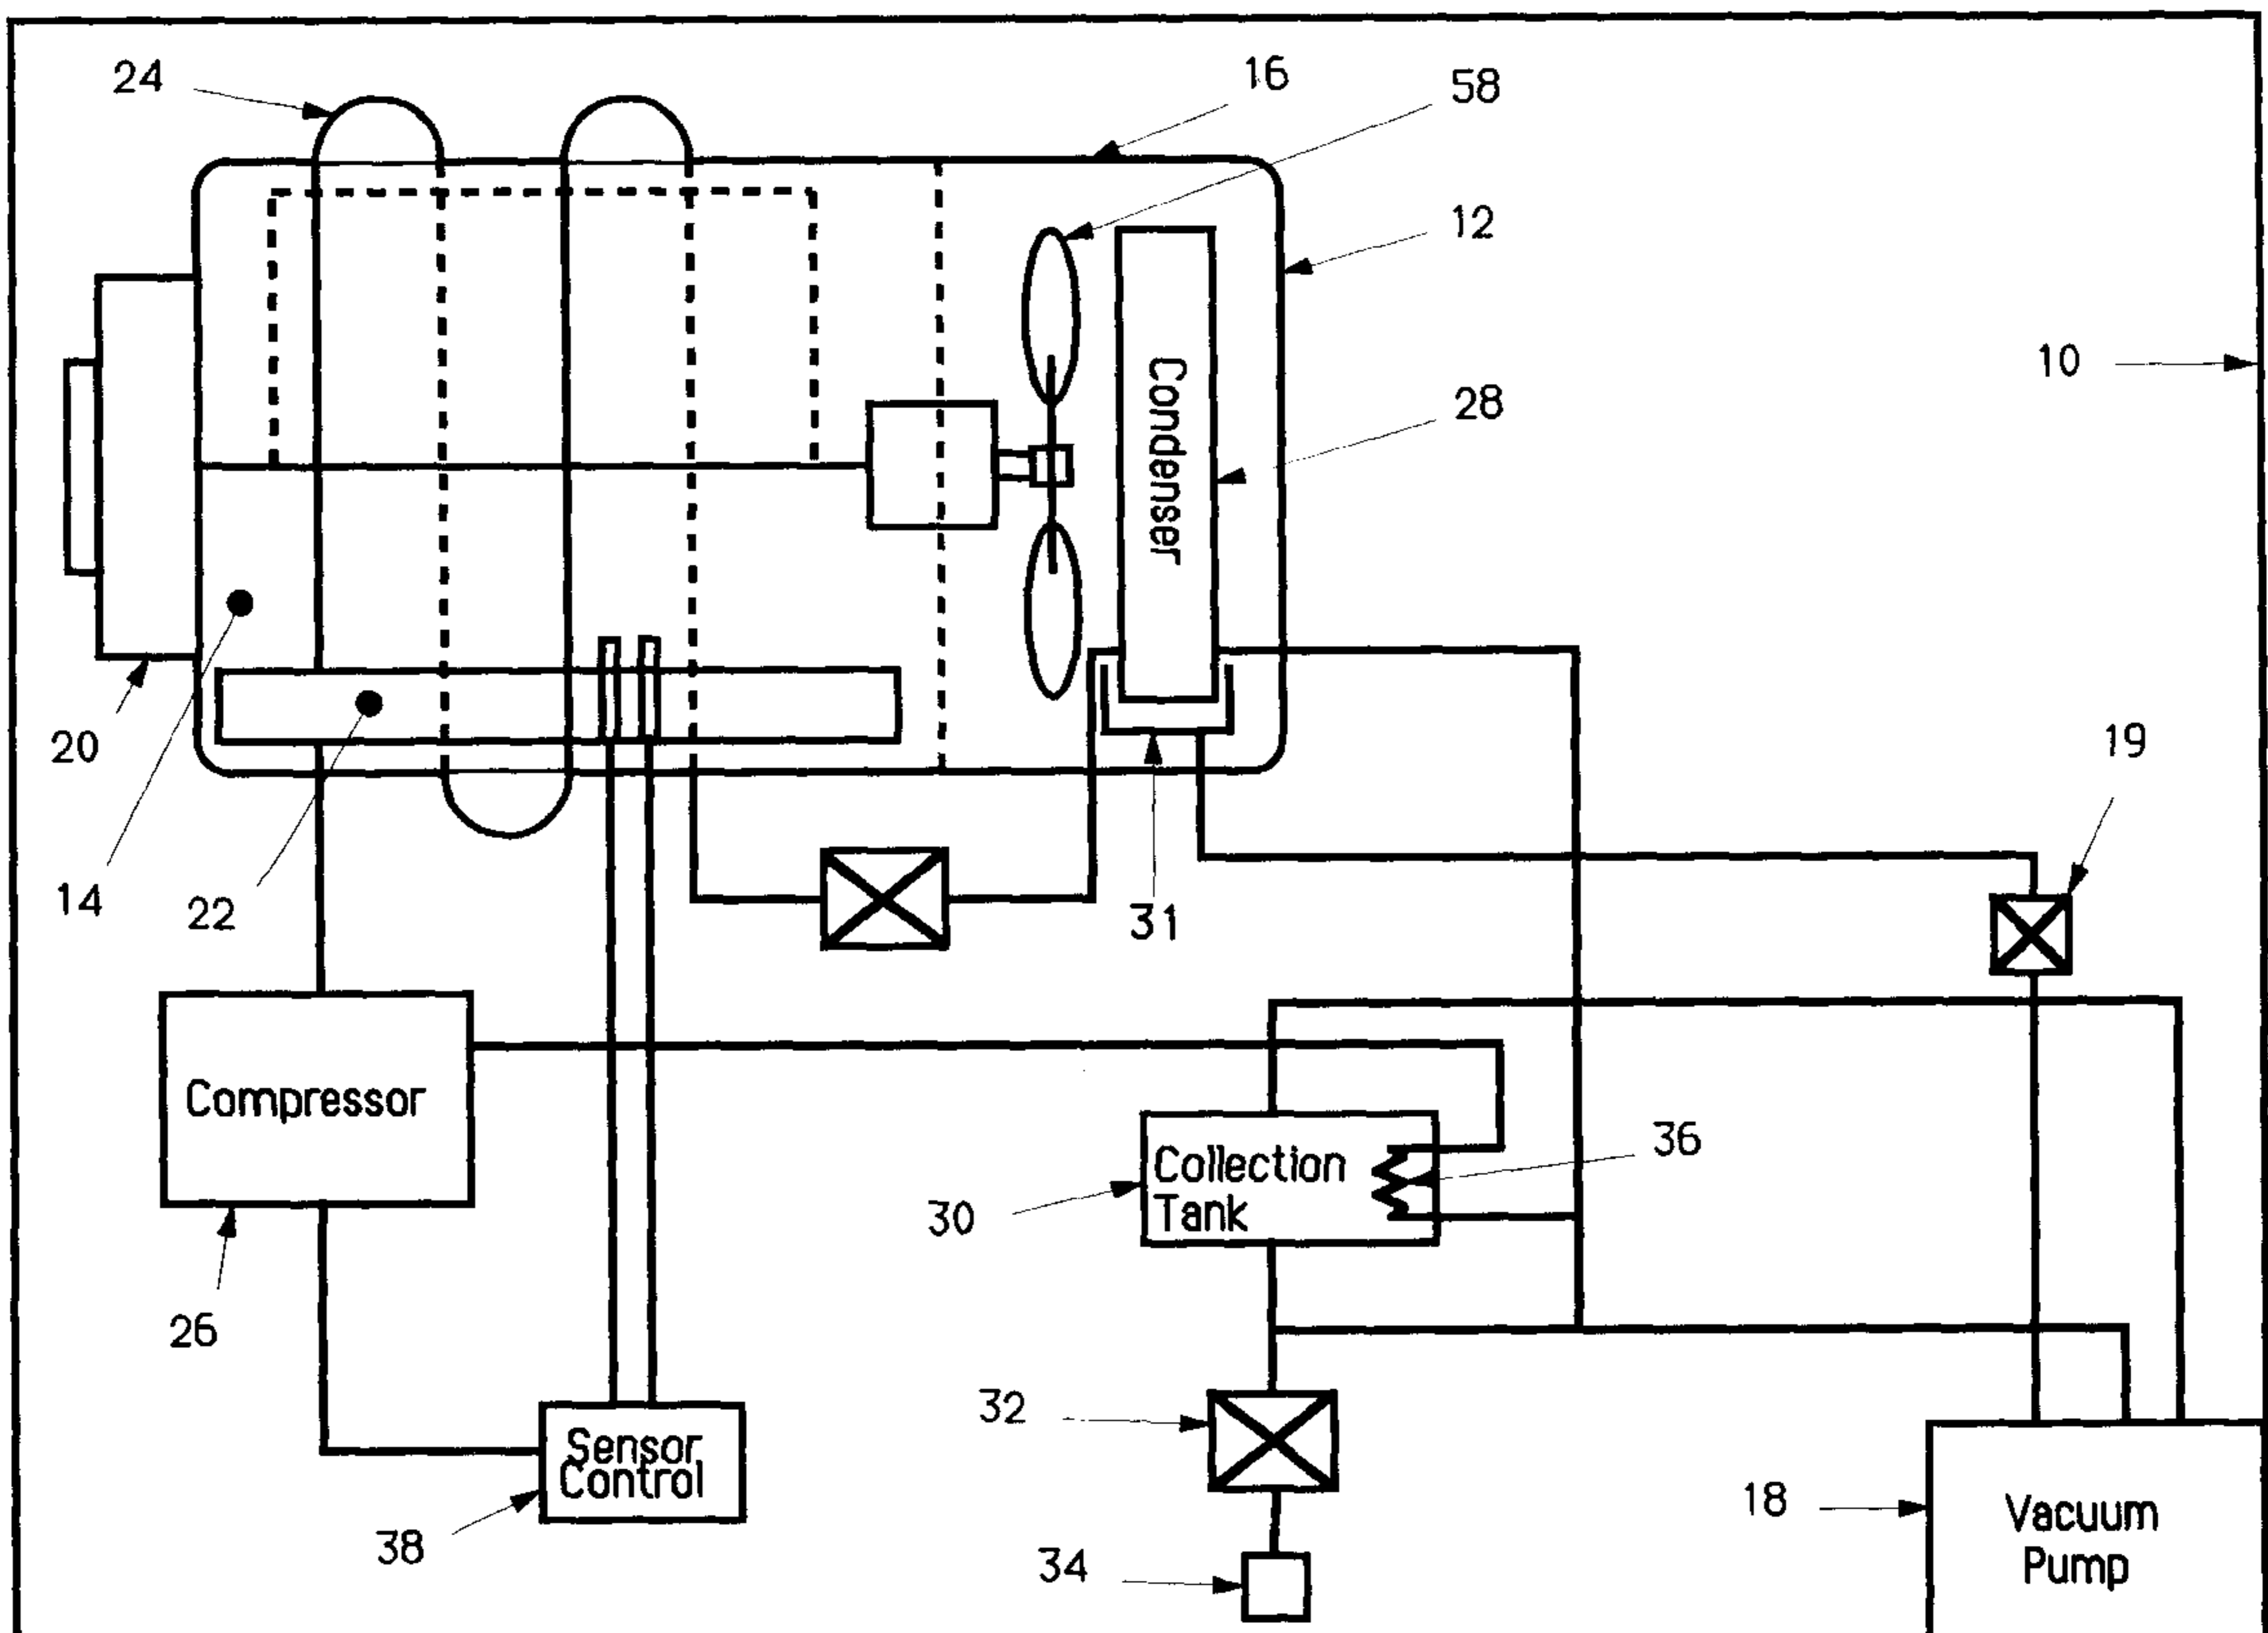 24
16
58
12
10
Condenser
28
20
19
14
22
31
Compressor
Collection
Tank
36
30
26
32
Sensor
Control
18
Vacuum
Pump
38
34